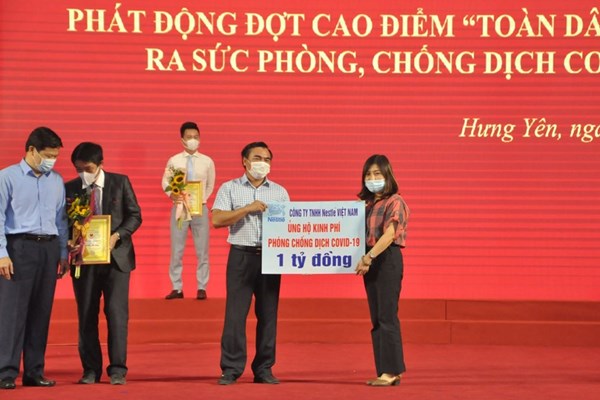 PHÁT ĐỘNG ĐỢT CAO ĐIỂM “TOÀN DÂ
RA SỨC PHÒNG, CHỐNG DỊCH CO
Hưng Yên, nga
CÔNG TY TNHH Nestle VIỆT NAM
ỦNG HỘ KINH PHÍ
PHÒNG CHỐNG DỊCH COVID-19
1 tỷ đồng